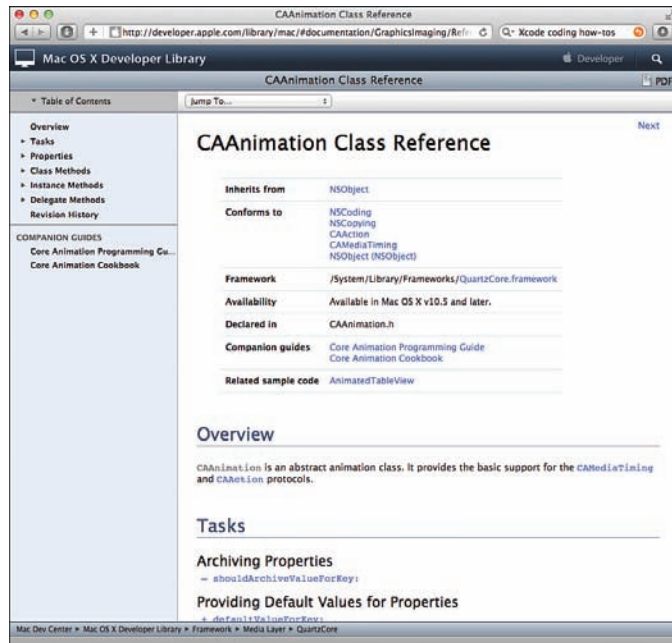 CAAnimation Class Reference
http://developer.apple.com/library/mac/#documentation/GraphicsImaging/Refe
Xcode coding how-tos
Mac OS X Developer Library
Developer
CAAnimation Class Reference
PDF
Table of Contents
Jump To...
Overview
Tasks
Properties
Class Methods
Instance Methods
Delegate Methods
Revision History
COMPANION GUIDES
Core Animation Programming Gu...
Core Animation Cookbook
Next
CAAnimation Class Reference
Inherits from NSObject
Conforms to NSCoding
NSCopying
CAAction
CAMediaTiming
NSObject (NSObject)
Framework /System/Library/Frameworks/QuartzCore.framework
Availability Available in Mac OS X v10.5 and later.
Declared in CAAnimation.h
Companion guides Core Animation Programming Guide
Core Animation Cookbook
Related sample code AnimatedTableView
Overview
CAAnimation is an abstract animation class. It provides the basic support for the CAMediaTiming
and CAAction protocols.
Tasks
Archiving Properties
– shouldArchiveValueForKey:
Providing Default Values for Properties
+ defaultValueForKey:
Mac Dev Center ▸ Mac OS X Developer Library ▸ Framework ▸ Media Layer ▸ QuartzCore